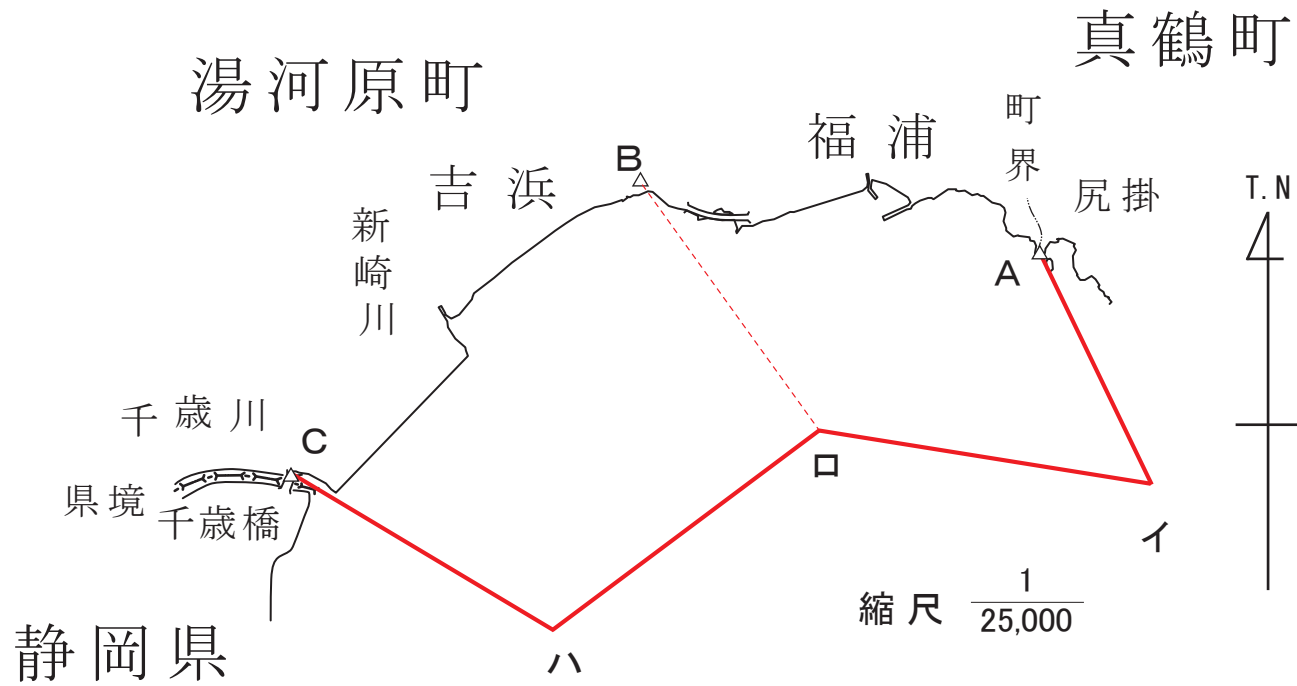 真鶴町
湯河原町
福浦
町界
尻掛
B
吉浜
T.N
新崎川
A
千歳川
C
県境
千歳橋
ロ
イ
縮尺 1/25,000
ハ
静岡県